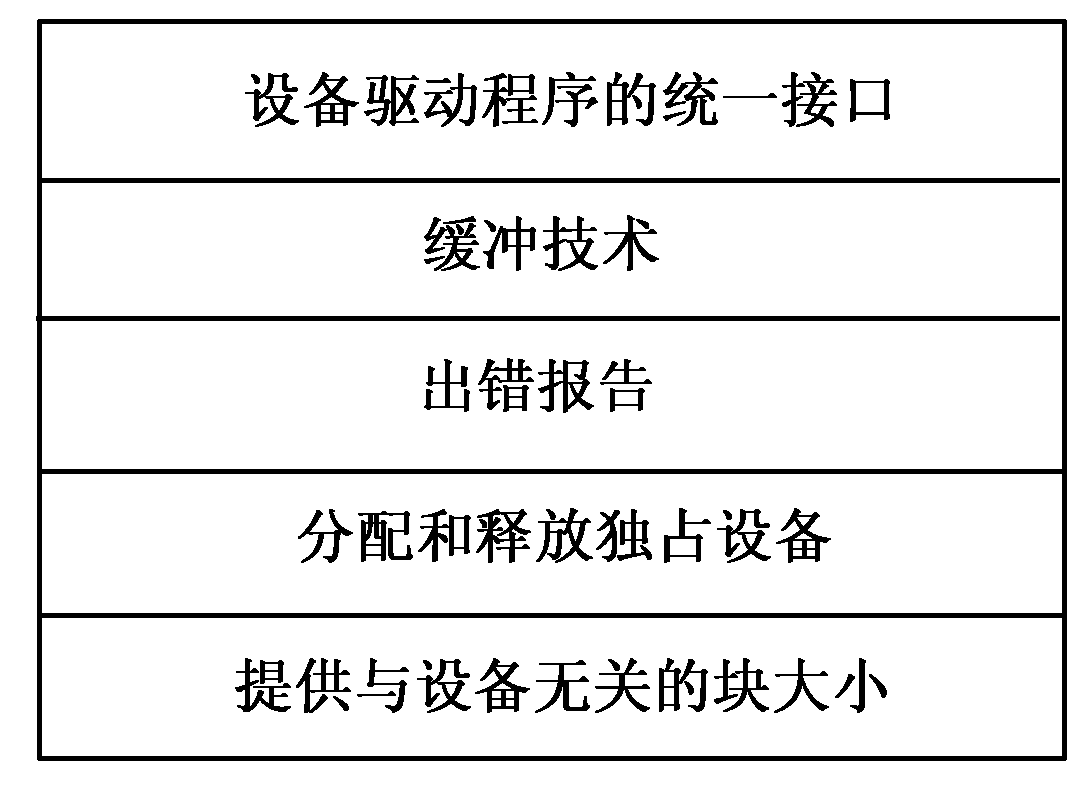 设备驱动程序的统一接口
缓冲技术
出错报告
分配和释放独占设备
提供与设备无关的块大小